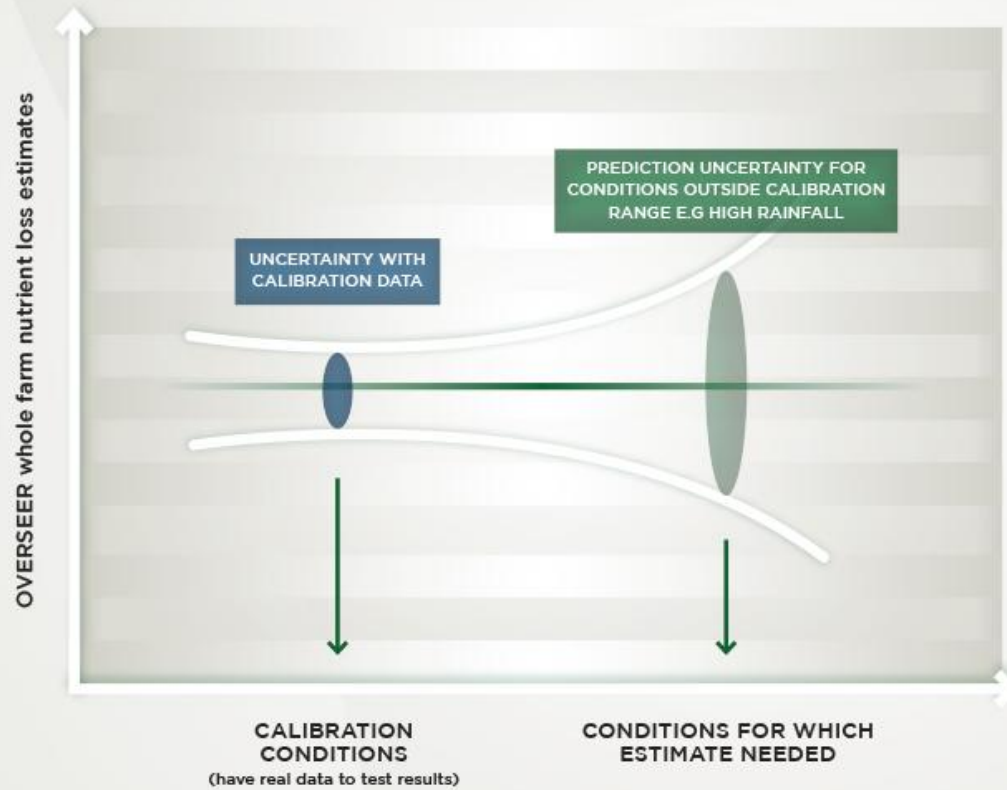 OVERSEER whole farm nutrient loss estimates
PREDICTION UNCERTAINTY FOR
CONDITIONS OUTSIDE CALIBRATION
RANGE E.G HIGH RAINFALL
UNCERTAINTY WITH
CALIBRATION DATA
CALIBRATION
CONDITIONS
(have real data to test results)
CONDITIONS FOR WHICH
ESTIMATE NEEDED